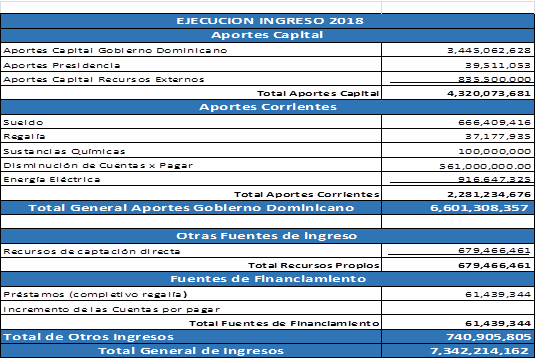 EJECUCION INGRESO 2018
Aportes Capital
Aportes Capital Gobierno Dominicano 3,445,062,628
Aportes Presidencia 39,511,053
Aportes Capital Recursos Externos 835,500,000
Total Aportes Capital 4,320,073,681
Aportes Corrientes
Sueldo 666,409,416
Regalía 37,177,935
Sustancias Químicas 100,000,000
Disminución de Cuentas x Pagar 561,000,000.00
Energía Eléctrica 916,647,325
Total Aportes Corrientes 2,281,234,676
Total General Aportes Gobierno Dominicano 6,601,308,357
Otras Fuentes de Ingreso
Recursos de captación directa 679,466,461
Total Recursos Propios 679,466,461
Fuentes de Financiamiento
Préstamos (completivo regalía) 61,439,344
Incremento de las Cuentas por pagar
Total Fuentes de Financiamiento 61,439,344
Total de Otros Ingresos 740,905,805
Total General de Ingresos 7,342,214,162